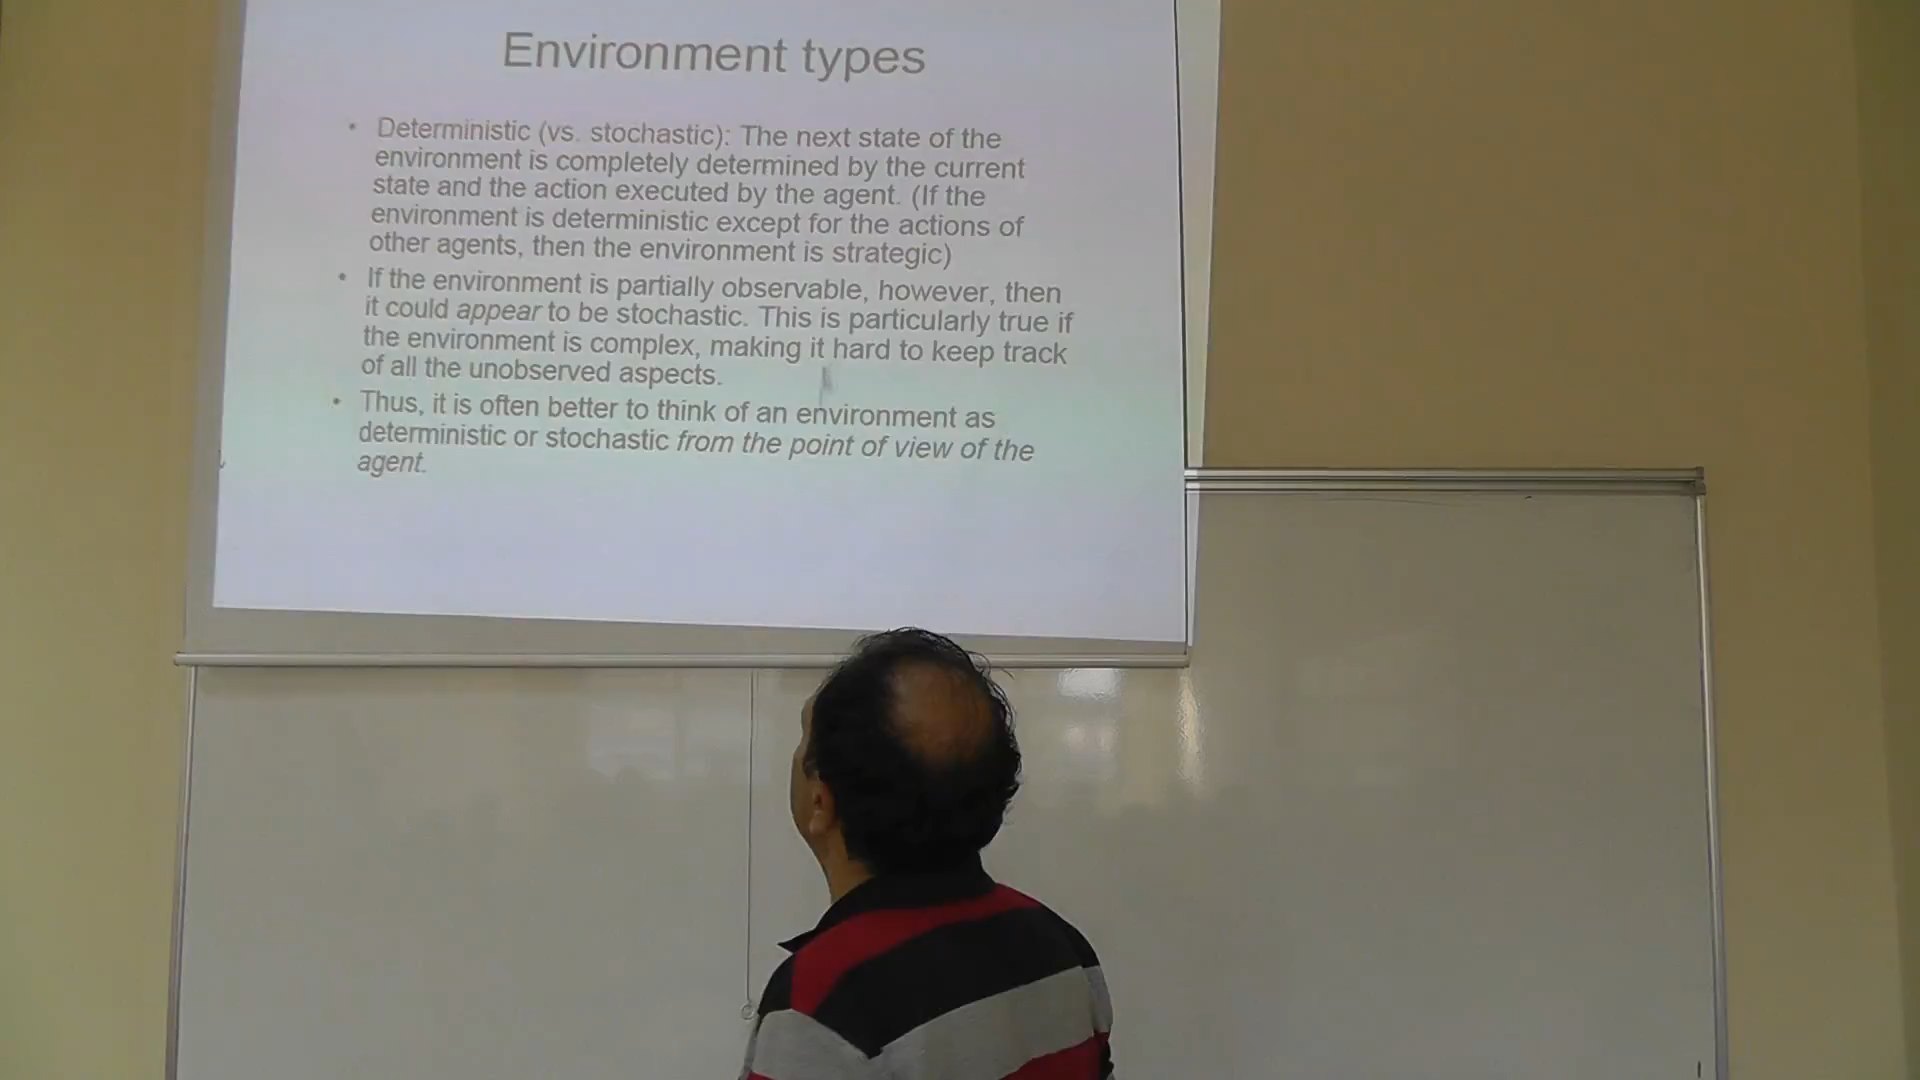 Environment types
• Deterministic (vs. stochastic): The next state of the
environment is completely determined by the current
state and the action executed by the agent. (If the
environment is deterministic except for the actions of
other agents, then the environment is strategic)
• If the environment is partially observable, however, then
it could appear to be stochastic. This is particularly true if
the environment is complex, making it hard to keep track
of all the unobserved aspects.
• Thus, it is often better to think of an environment as
deterministic or stochastic from the point of view of the
agent.